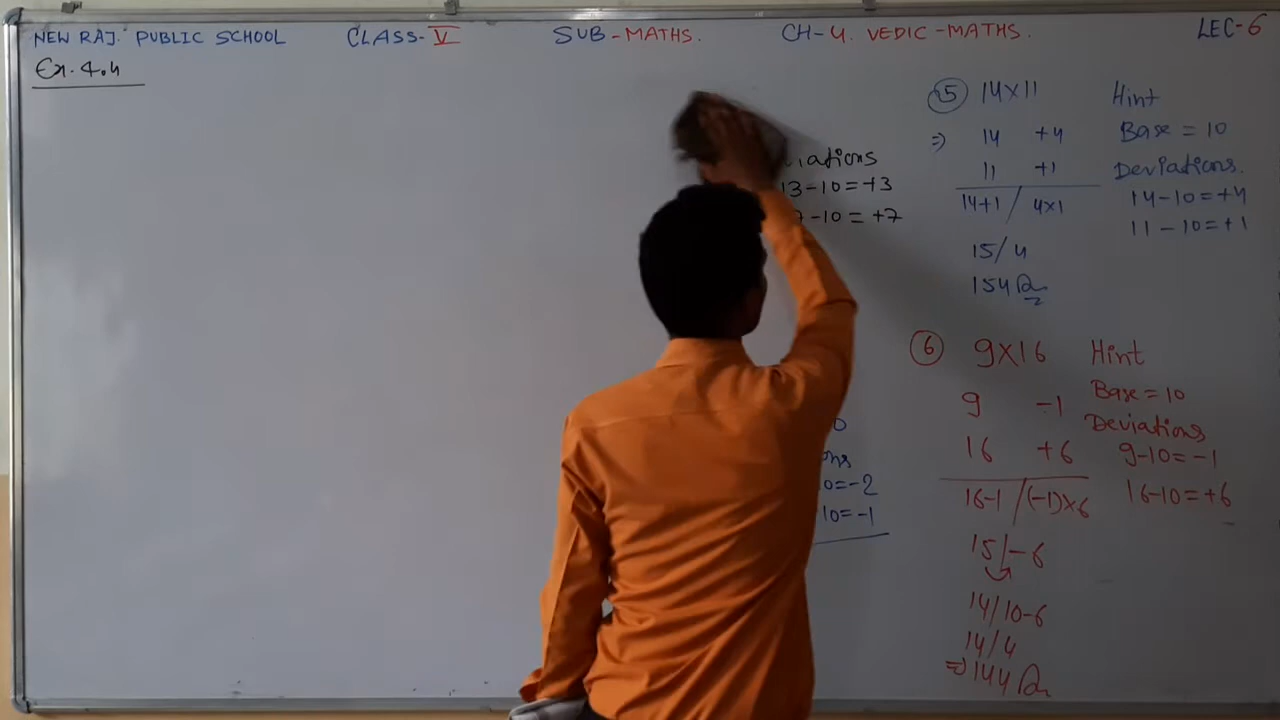 NEW RAJ. PUBLIC SCHOOL CLASS-V SUB-MATHS. CH-4. VEDIC-MATHS. LEC-6
Ex. 4.4
13-10=+3
-10=+7
0=-2
10=-1
5 14×11 Hint
=> 14 +4 Base = 10
11 +1 Deviations.
14+1 / 4×1 14-10=+4
11-10=+1
15/4
154 Ans
6 9×16 Hint
9 -1 Base = 10
16 +6 Deviations
9-10=-1
16-1 /(-1)×6 16-10=+6
15/-6
14/10-6
14/4
=> 144 Ans